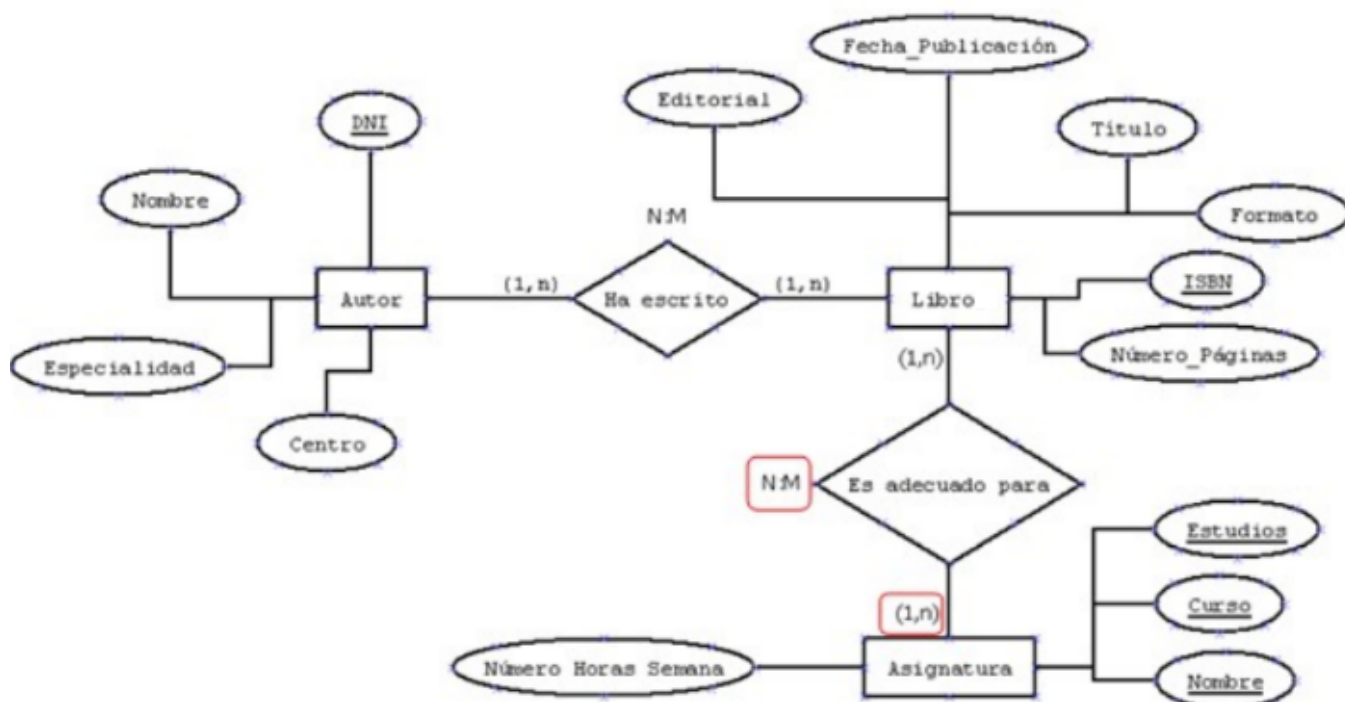 Fecha_Publicación
Editorial
DNI
Título
Nombre
Formato
N:M
ISBN
Autor
(1,n)
Ha escrito
(1,n)
Libro
Número_Páginas
Especialidad
(1,n)
Centro
N:M
Es adecuado para
Estudios
Curso
(1,n)
Número Horas Semana
Asignatura
Nombre